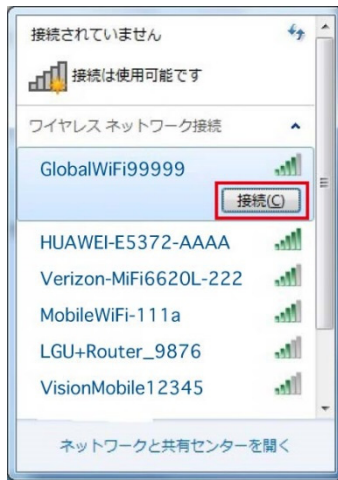 接続されていません
接続は使用可能です
ワイヤレス ネットワーク接続
GlobalWiFi99999
接続(C)
HUAWEI-E5372-AAAA
Verizon-MiFi6620L-222
MobileWiFi-111a
LGU+Router_9876
VisionMobile12345
ネットワークと共有センターを開く